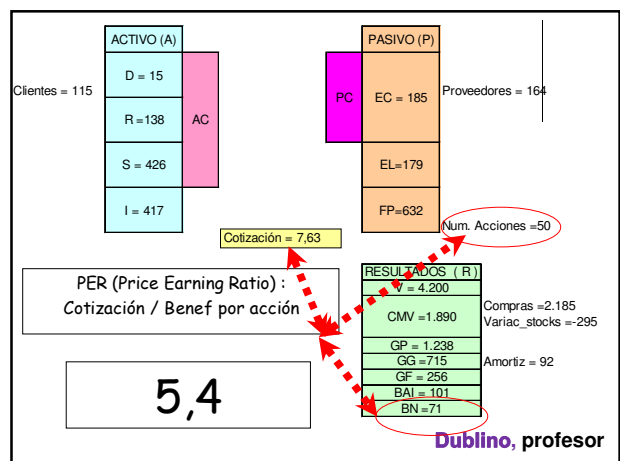 ACTIVO (A)
D = 15
R =138
S = 426
I = 417
AC
Clientes = 115
PASIVO (P)
PC
EC = 185
EL=179
FP=632
Proveedores = 164
Num. Acciones =50
Cotización = 7,63
PER (Price Earning Ratio) :
Cotización / Benef por acción
5,4
RESULTADOS ( R )
V = 4.200
CMV =1.890
GP = 1.238
GG =715
GF = 256
BAI = 101
BN =71
Compras =2.185
Variac_stocks =-295
Amortiz = 92
Dublino, profesor